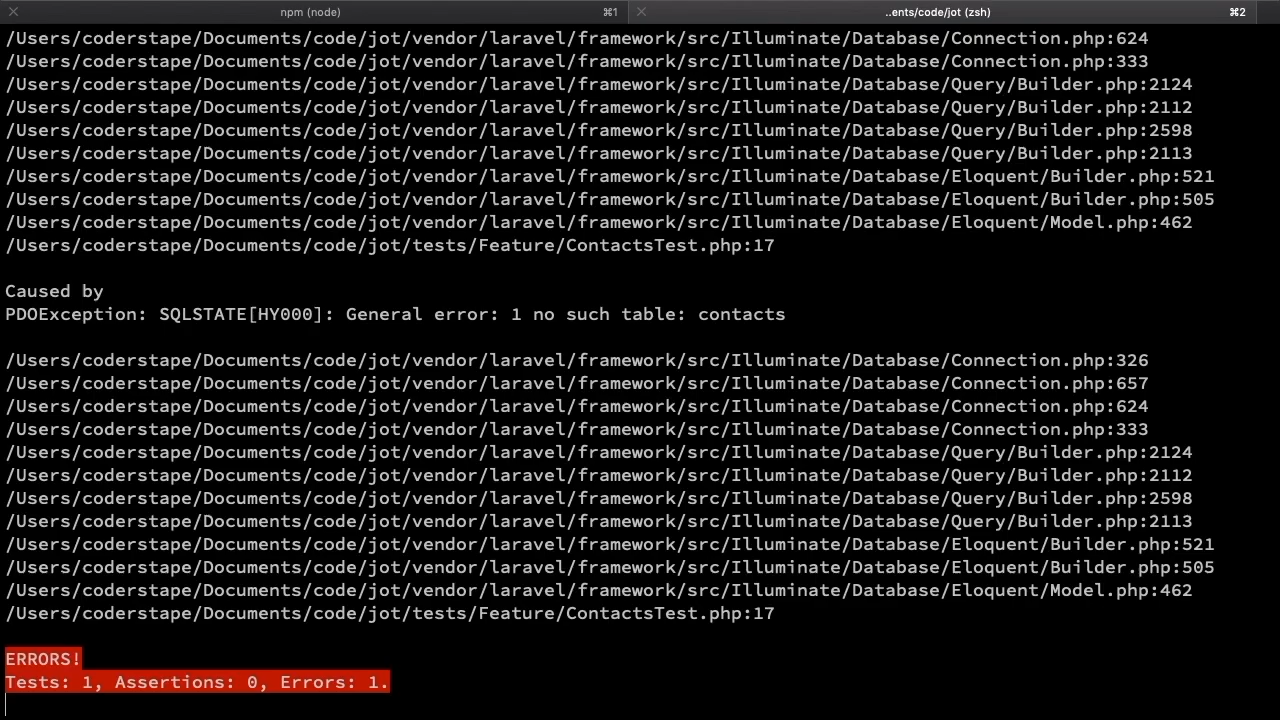 npm (node) ⌘1 ..ents/code/jot (zsh) ⌘2
/Users/coderstape/Documents/code/jot/vendor/laravel/framework/src/Illuminate/Database/Connection.php:624
/Users/coderstape/Documents/code/jot/vendor/laravel/framework/src/Illuminate/Database/Connection.php:333
/Users/coderstape/Documents/code/jot/vendor/laravel/framework/src/Illuminate/Database/Query/Builder.php:2124
/Users/coderstape/Documents/code/jot/vendor/laravel/framework/src/Illuminate/Database/Query/Builder.php:2112
/Users/coderstape/Documents/code/jot/vendor/laravel/framework/src/Illuminate/Database/Query/Builder.php:2598
/Users/coderstape/Documents/code/jot/vendor/laravel/framework/src/Illuminate/Database/Query/Builder.php:2113
/Users/coderstape/Documents/code/jot/vendor/laravel/framework/src/Illuminate/Database/Eloquent/Builder.php:521
/Users/coderstape/Documents/code/jot/vendor/laravel/framework/src/Illuminate/Database/Eloquent/Builder.php:505
/Users/coderstape/Documents/code/jot/vendor/laravel/framework/src/Illuminate/Database/Eloquent/Model.php:462
/Users/coderstape/Documents/code/jot/tests/Feature/ContactsTest.php:17
Caused by
PDOException: SQLSTATE[HY000]: General error: 1 no such table: contacts
/Users/coderstape/Documents/code/jot/vendor/laravel/framework/src/Illuminate/Database/Connection.php:326
/Users/coderstape/Documents/code/jot/vendor/laravel/framework/src/Illuminate/Database/Connection.php:657
/Users/coderstape/Documents/code/jot/vendor/laravel/framework/src/Illuminate/Database/Connection.php:624
/Users/coderstape/Documents/code/jot/vendor/laravel/framework/src/Illuminate/Database/Connection.php:333
/Users/coderstape/Documents/code/jot/vendor/laravel/framework/src/Illuminate/Database/Query/Builder.php:2124
/Users/coderstape/Documents/code/jot/vendor/laravel/framework/src/Illuminate/Database/Query/Builder.php:2112
/Users/coderstape/Documents/code/jot/vendor/laravel/framework/src/Illuminate/Database/Query/Builder.php:2598
/Users/coderstape/Documents/code/jot/vendor/laravel/framework/src/Illuminate/Database/Query/Builder.php:2113
/Users/coderstape/Documents/code/jot/vendor/laravel/framework/src/Illuminate/Database/Eloquent/Builder.php:521
/Users/coderstape/Documents/code/jot/vendor/laravel/framework/src/Illuminate/Database/Eloquent/Builder.php:505
/Users/coderstape/Documents/code/jot/vendor/laravel/framework/src/Illuminate/Database/Eloquent/Model.php:462
/Users/coderstape/Documents/code/jot/tests/Feature/ContactsTest.php:17
ERRORS!
Tests: 1, Assertions: 0, Errors: 1.